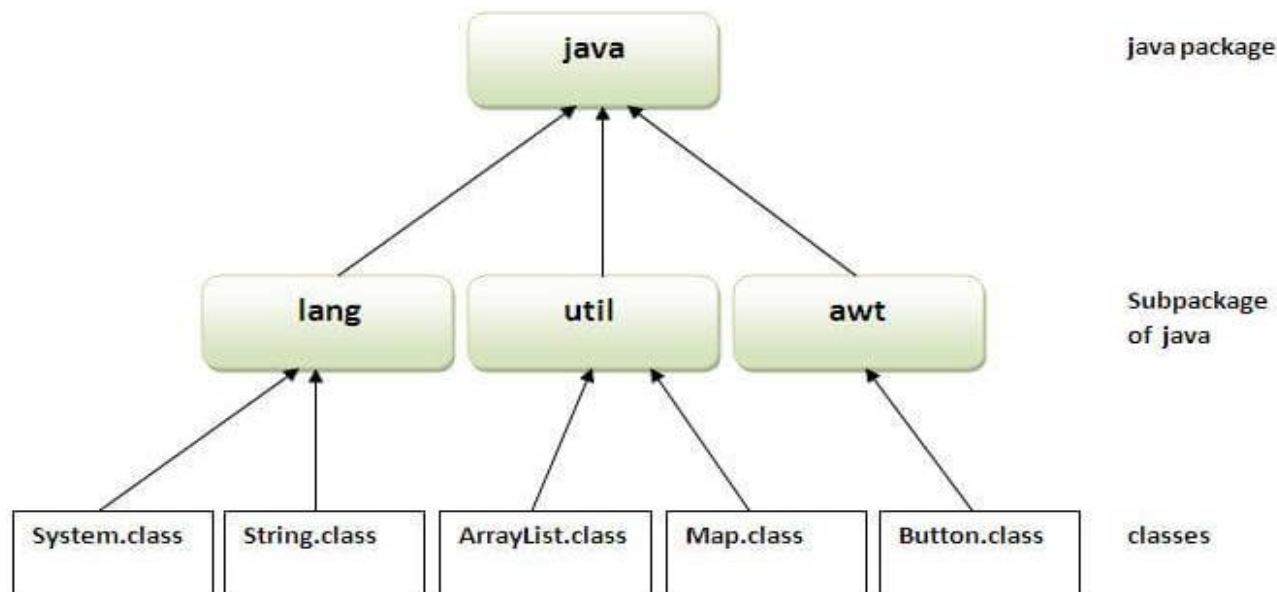 java
java package
lang
util
awt
Subpackage
of java
System.class
String.class
ArrayList.class
Map.class
Button.class
classes